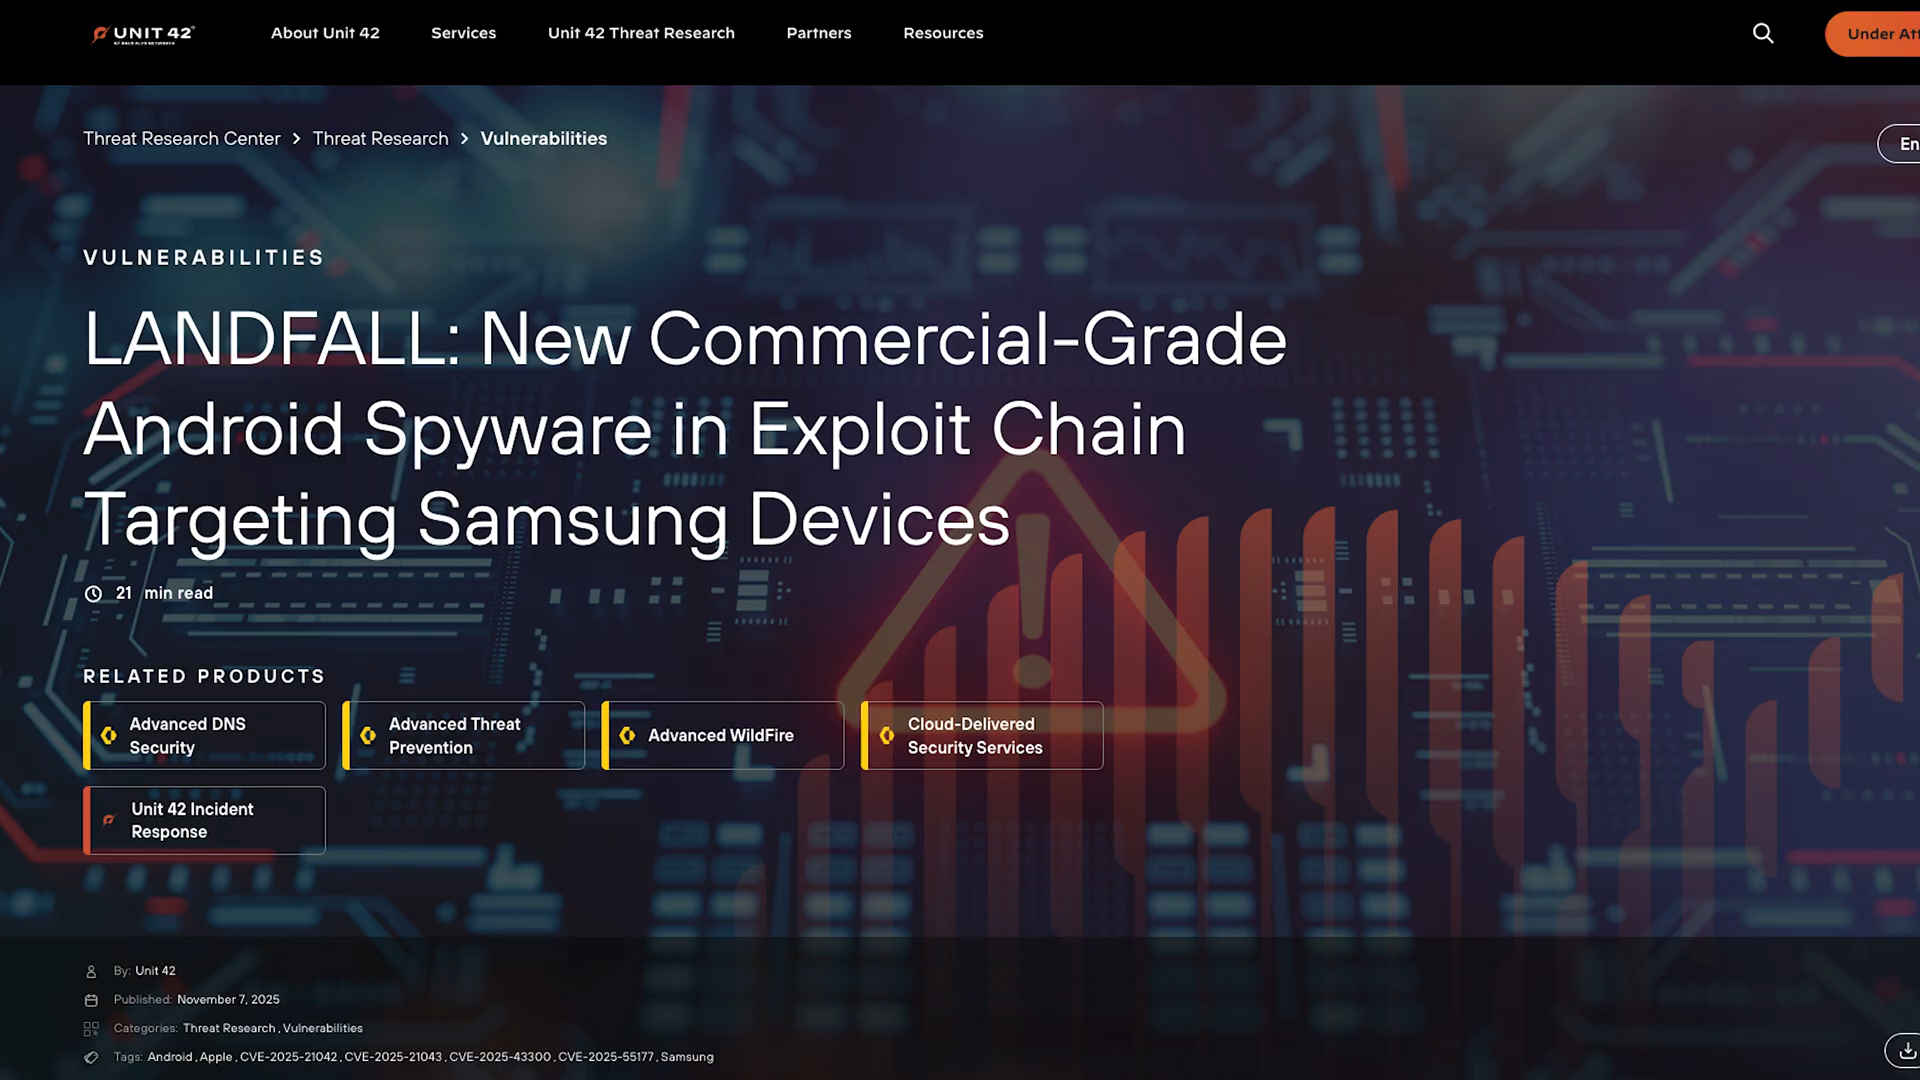 UNIT 42
About Unit 42
Services
Unit 42 Threat Research
Partners
Resources
Under
Threat Research Center > Threat Research > Vulnerabilities
En
VULNERABILITIES
LANDFALL: New Commercial-Grade
Android Spyware in Exploit Chain
Targeting Samsung Devices
21 min read
RELATED PRODUCTS
Advanced DNS
Security
Advanced Threat
Prevention
Advanced WildFire
Cloud-Delivered
Security Services
Unit 42 Incident
Response
By: Unit 42
Published: November 7, 2025
Categories: Threat Research , Vulnerabilities
Tags: Android , Apple , CVE-2025-21042 , CVE-2025-21043 , CVE-2025-43300 , CVE-2025-55177 , Samsung